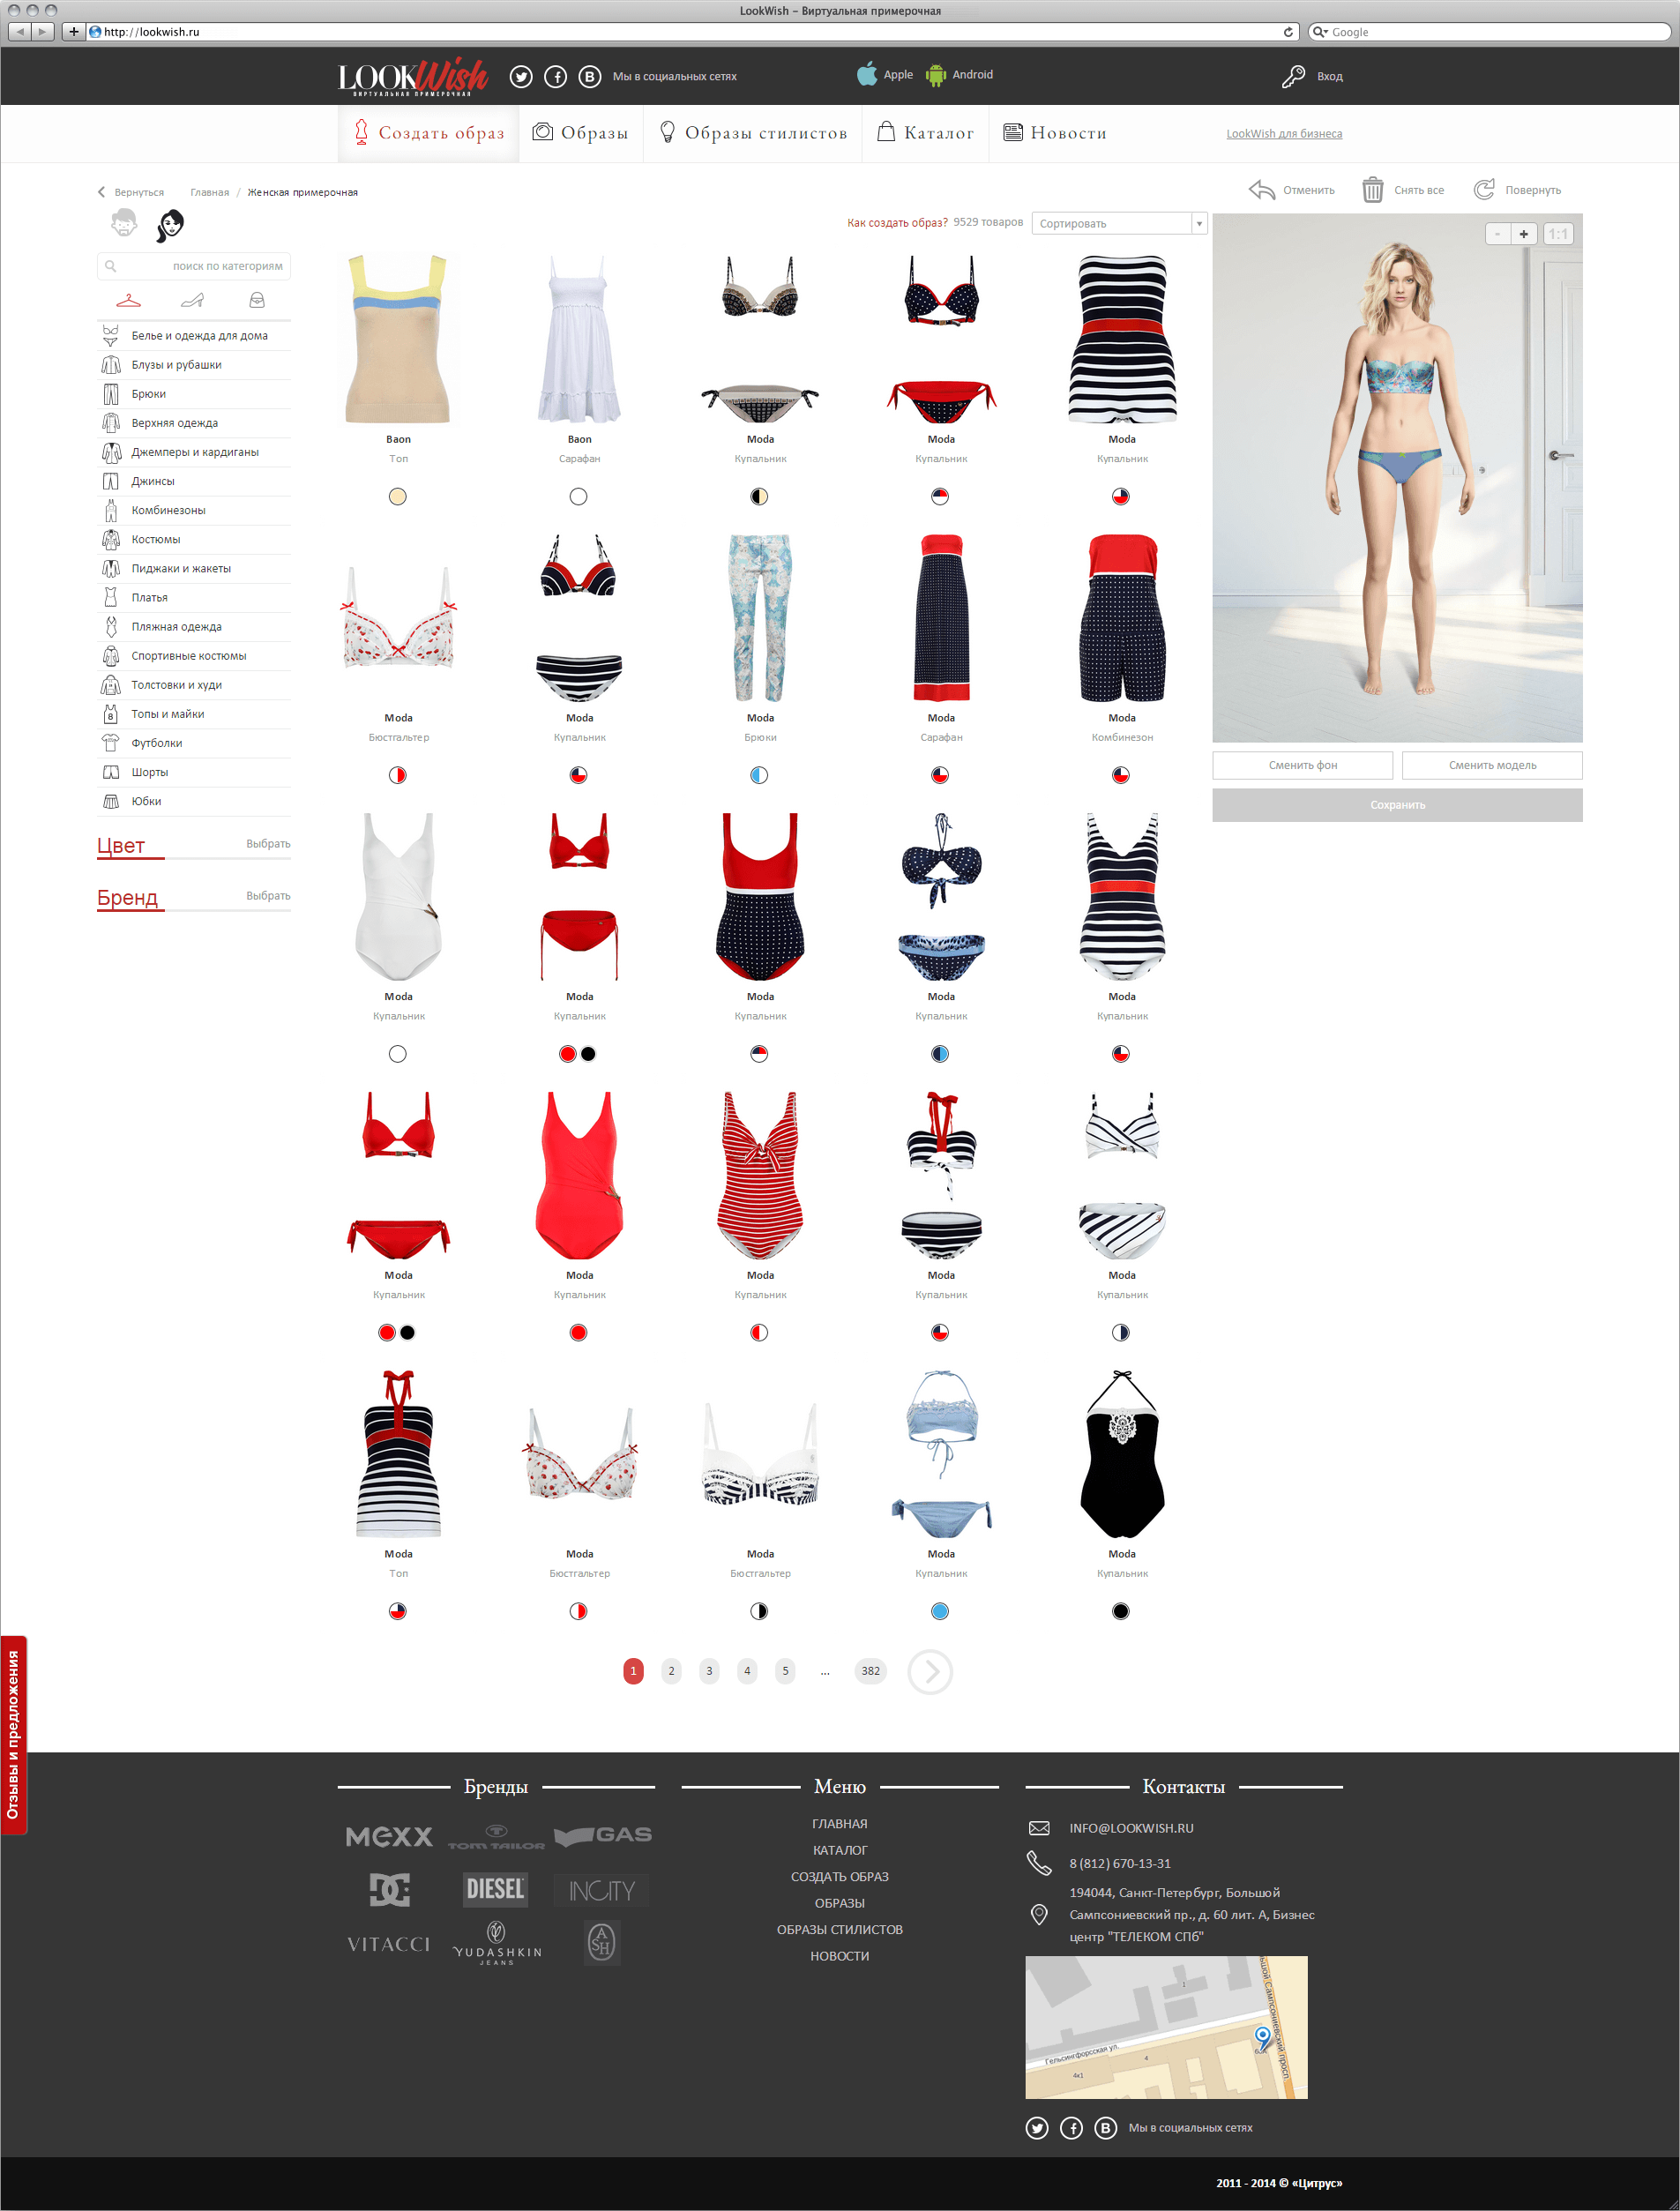 LookWish – Виртуальная примерочная
http://lookwish.ru
Google
LOOKWish
ВИРТУАЛЬНАЯ ПРИМЕРОЧНАЯ
Мы в социальных сетях
Apple
Android
Вход
Создать образ
Образы
Образы стилистов
Каталог
Новости
LookWish для бизнеса
Вернуться
Главная / Женская примерочная
Отменить
Снять все
Повернуть
Как создать образ? 9529 товаров
Сортировать
- + 1:1
поиск по категориям
Белье и одежда для дома
Блузы и рубашки
Брюки
Верхняя одежда
Джемперы и кардиганы
Джинсы
Комбинезоны
Костюмы
Пиджаки и жакеты
Платья
Пляжная одежда
Спортивные костюмы
Толстовки и худи
Топы и майки
Футболки
Шорты
Юбки
Цвет Выбрать
Бренд Выбрать
Baon Baon Moda Moda Moda
Топ Сарафан Купальник Купальник Купальник
Moda Moda Moda Moda Moda
Бюстгальтер Купальник Брюки Сарафан Комбинезон
Moda Moda Moda Moda Moda
Купальник Купальник Купальник Купальник Купальник
Moda Moda Moda Moda Moda
Купальник Купальник Купальник Купальник Купальник
Moda Moda Moda Moda Moda
Топ Бюстгальтер Бюстгальтер Купальник Купальник
Сменить фон
Сменить модель
Сохранить
1 2 3 4 5 ... 382
Отзывы и предложения
Бренды
MEXX TOM TAILOR GAS
DC DIESEL INCITY
VITACCI YUDASHKIN JEANS ASH
Меню
ГЛАВНАЯ
КАТАЛОГ
СОЗДАТЬ ОБРАЗ
ОБРАЗЫ
ОБРАЗЫ СТИЛИСТОВ
НОВОСТИ
Контакты
INFO@LOOKWISH.RU
8 (812) 670-13-31
194044, Санкт-Петербург, Большой
Сампсониевский пр., д. 60 лит. А, Бизнес
центр "ТЕЛЕКОМ СПб"
1
Гельсингфорсская ул.
4
4к1
Сампсониевский просп
Мы в социальных сетях
2011 - 2014 © «Цитрус»